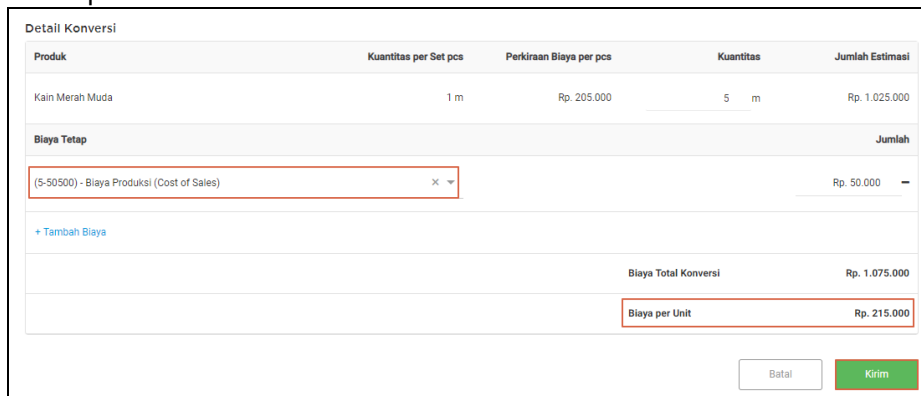 Detail Konversi
Produk Kuantitas per Set pcs Perkiraan Biaya per pcs Kuantitas Jumlah Estimasi
Kain Merah Muda 1 m Rp. 205.000 5 m Rp. 1.025.000
Biaya Tetap Jumlah
(5-50500) - Biaya Produksi (Cost of Sales) Rp. 50.000
+ Tambah Biaya
Biaya Total Konversi Rp. 1.075.000
Biaya per Unit Rp. 215.000
Batal Kirim